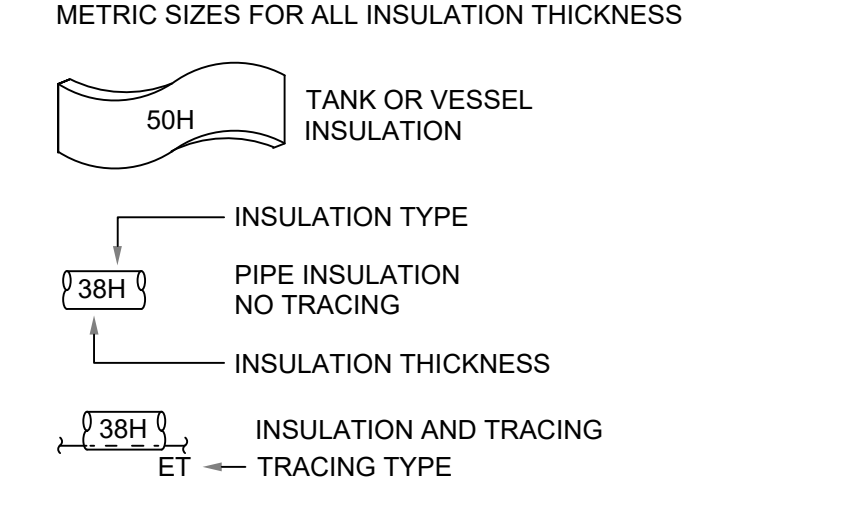 METRIC SIZES FOR ALL INSULATION THICKNESS
50H
TANK OR VESSEL
INSULATION
INSULATION TYPE
38H
PIPE INSULATION
NO TRACING
INSULATION THICKNESS
38H
INSULATION AND TRACING
ET
TRACING TYPE